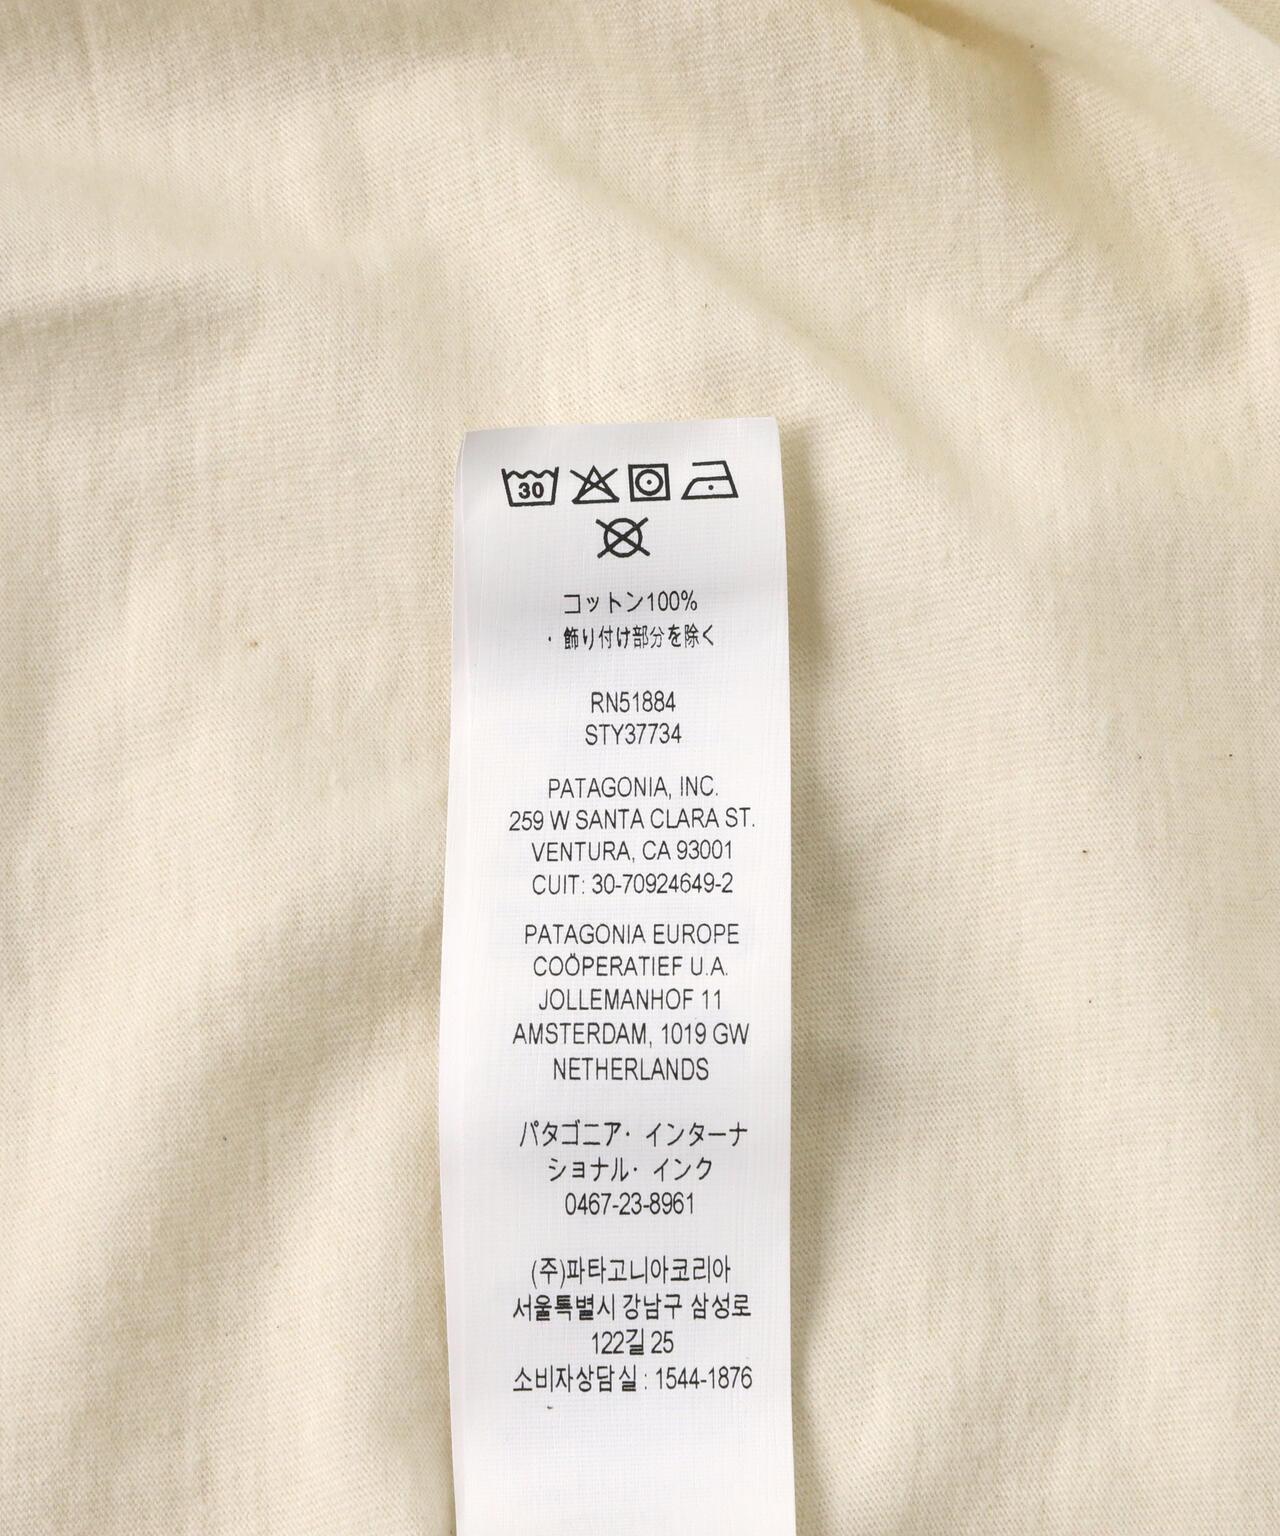 30
コットン100%
・飾り付け部分を除く
RN51884
STY37734
PATAGONIA, INC.
259 W SANTA CLARA ST.
VENTURA, CA 93001
CUIT: 30-70924649-2
PATAGONIA EUROPE
COÖPERATIEF U.A.
JOLLEMANHOF 11
AMSTERDAM, 1019 GW
NETHERLANDS
パタゴニア・インターナ
ショナル・インク
0467-23-8961
(주)파타고니아코리아
서울특별시 강남구 삼성로
122길 25
소비자상담실 : 1544-1876